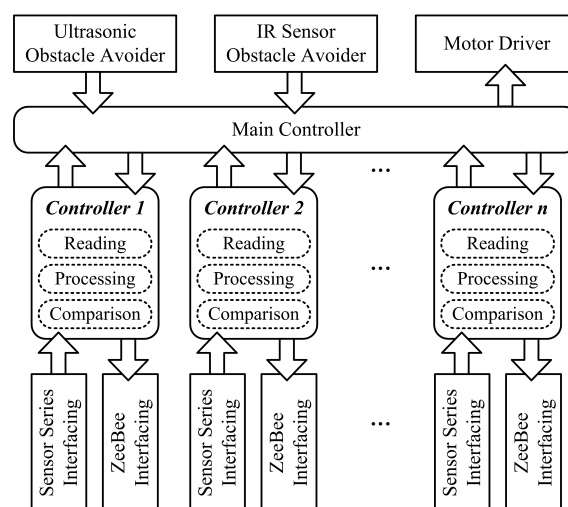 Ultrasonic
Obstacle Avoider
IR Sensor
Obstacle Avoider
Motor Driver
Main Controller
...
Controller 1
Reading
Processing
Comparison
Controller 2
Reading
Processing
Comparison
...
Controller n
Reading
Processing
Comparison
Sensor Series
Interfacing
ZeeBee
Interfacing
Sensor Series
Interfacing
ZeeBee
Interfacing
...
Sensor Series
Interfacing
ZeeBee
Interfacing